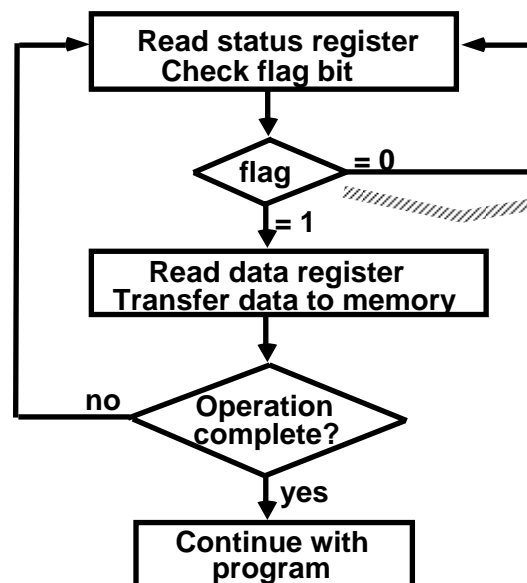 Read status register
Check flag bit
flag
= 0
= 1
Read data register
Transfer data to memory
no
Operation
complete?
yes
Continue with
program